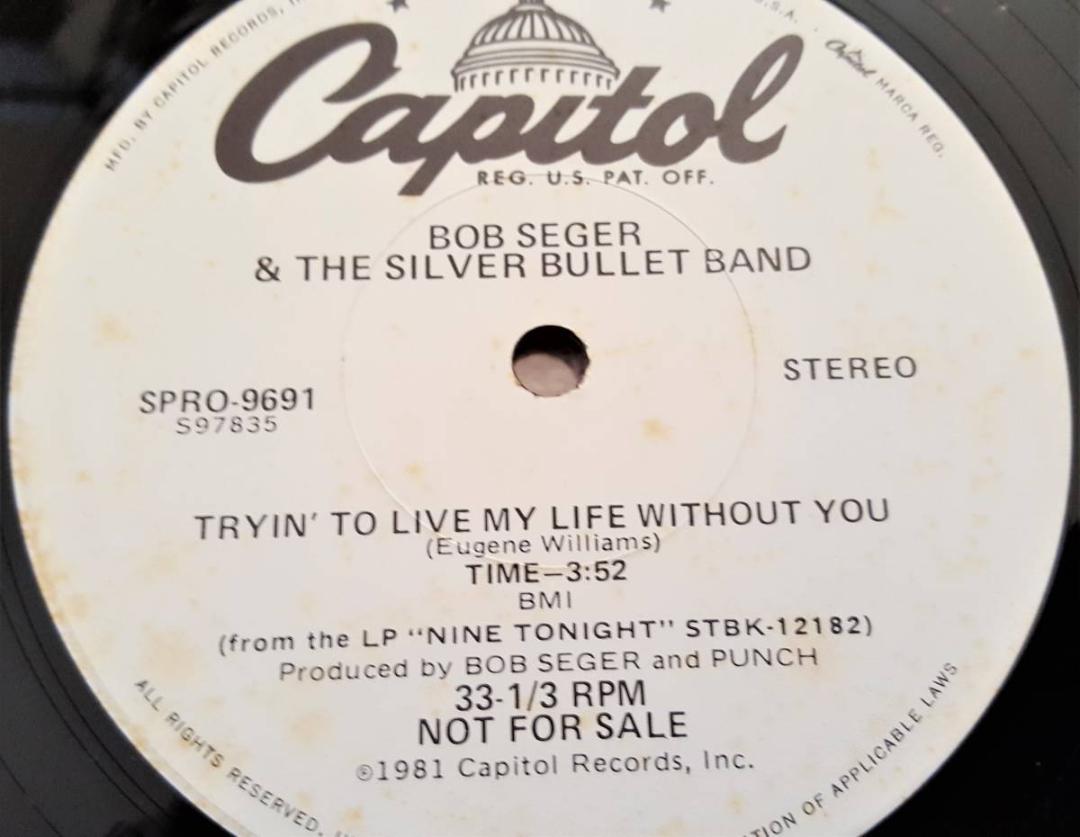 MFD. BY CAPITOL RECORDS,
U.S.A.
Capitol MARCA REG.
Capitol
REG. U.S. PAT. OFF.
BOB SEGER
& THE SILVER BULLET BAND
STEREO
SPRO-9691
S97835
TRYIN' TO LIVE MY LIFE WITHOUT YOU
(Eugene Williams)
TIME—3:52
BMI
(from the LP "NINE TONIGHT" STBK-12182)
Produced by BOB SEGER and PUNCH
33-1/3 RPM
NOT FOR SALE
℗1981 Capitol Records, Inc.
ALL RIGHTS RESERVED.
OF APPLICABLE LAWS